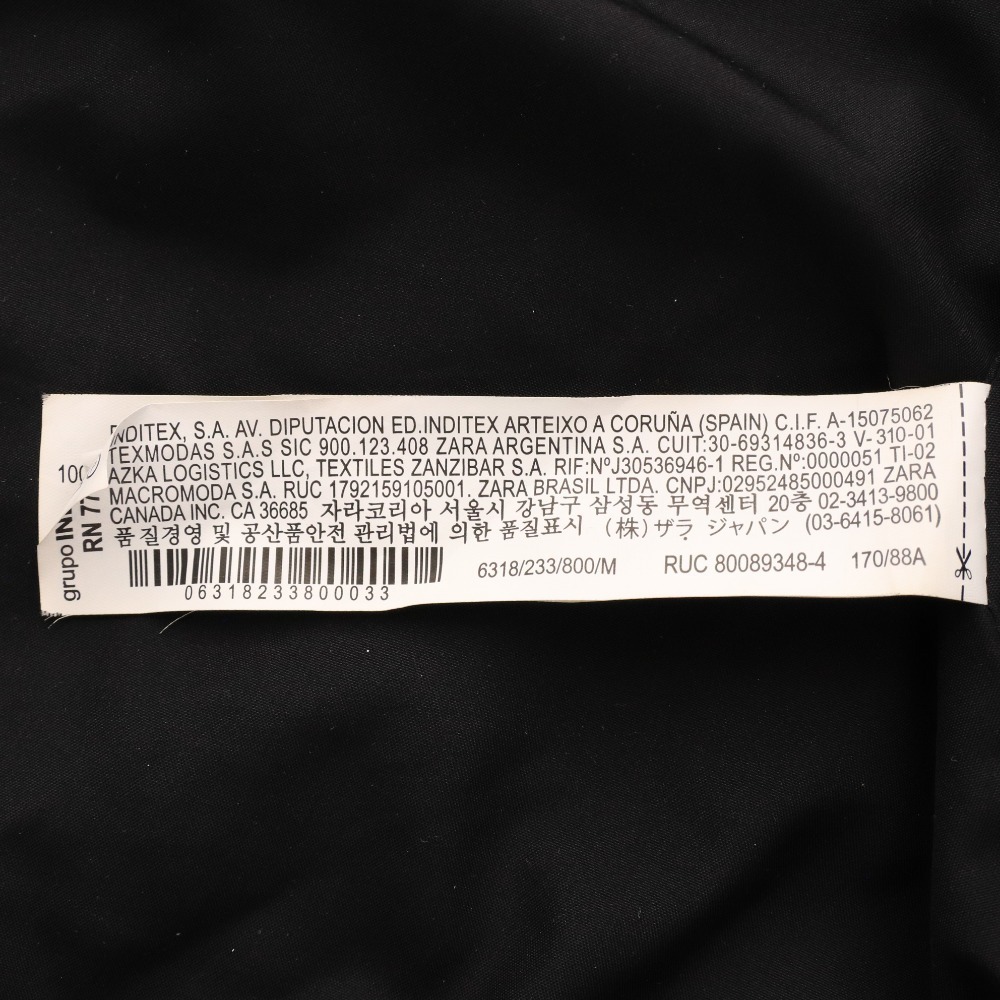 INDITEX, S.A. AV. DIPUTACION ED.INDITEX ARTEIXO A CORUÑA (SPAIN) C.I.F. A-15075062
TEXMODAS S.A.S SIC 900.123.408 ZARA ARGENTINA S.A. CUIT:30-69314836-3 V-310-01
AZKA LOGISTICS LLC, TEXTILES ZANZIBAR S.A. RIF:NºJ30536946-1 REG.Nº:0000051 TI-02
MACROMODA S.A. RUC 1792159105001. ZARA BRASIL LTDA. CNPJ:02952485000491 ZARA
CANADA INC. CA 36685 자라코리아 서울시 강남구 삼성동 무역센터 20층 02-3413-9800
품질경영 및 공산품안전 관리법에 의한 품질표시 (株)ザラ ジャパン (03-6415-8061)
6318/233/800/M RUC 80089348-4 170/88A
06318233800033
grupo
RN 77
100